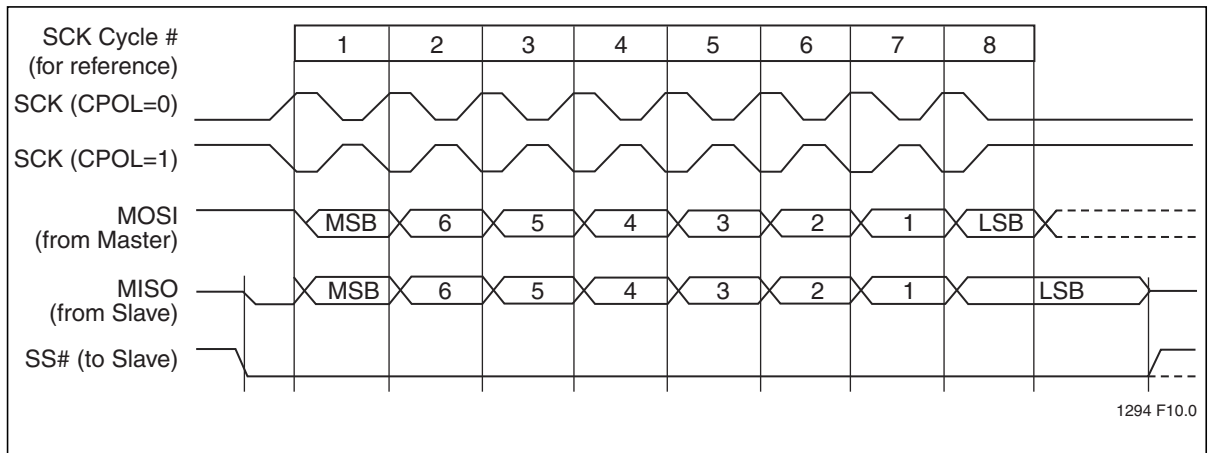 SCK Cycle #
(for reference)
1 2 3 4 5 6 7 8
SCK (CPOL=0)
SCK (CPOL=1)
MOSI
(from Master)
MSB 6 5 4 3 2 1 LSB
MISO
(from Slave)
MSB 6 5 4 3 2 1 LSB
SS# (to Slave)
1294 F10.0